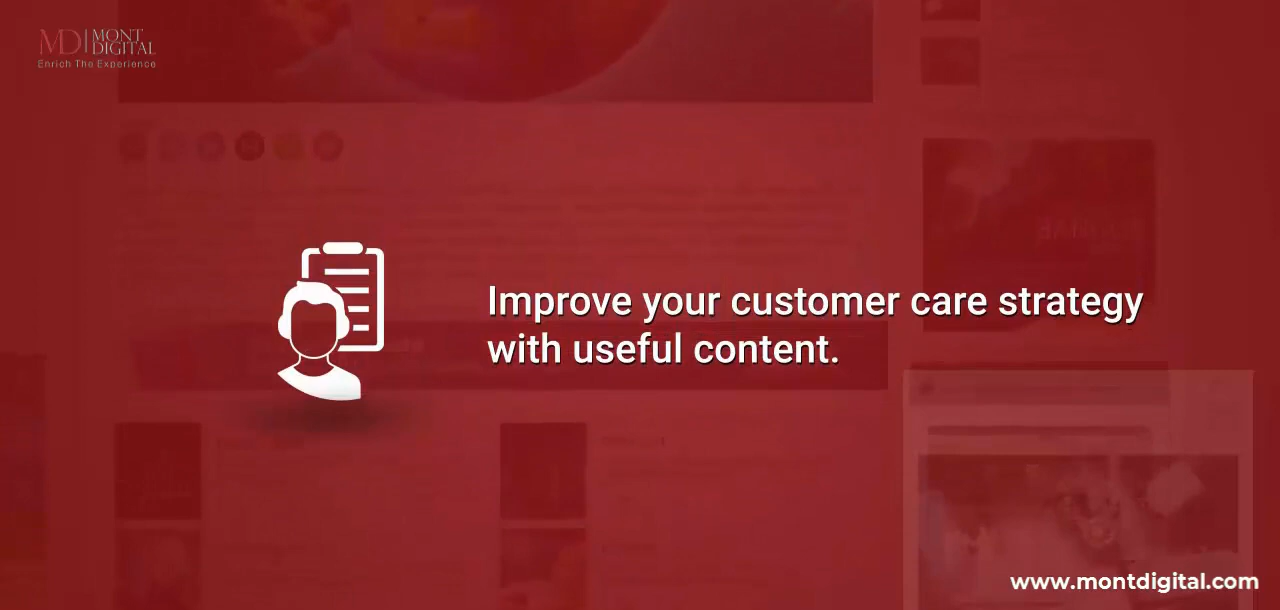 MD | MONT
DIGITAL
Enrich The Experience
Improve your customer care strategy
with useful content.
www.montdigital.com